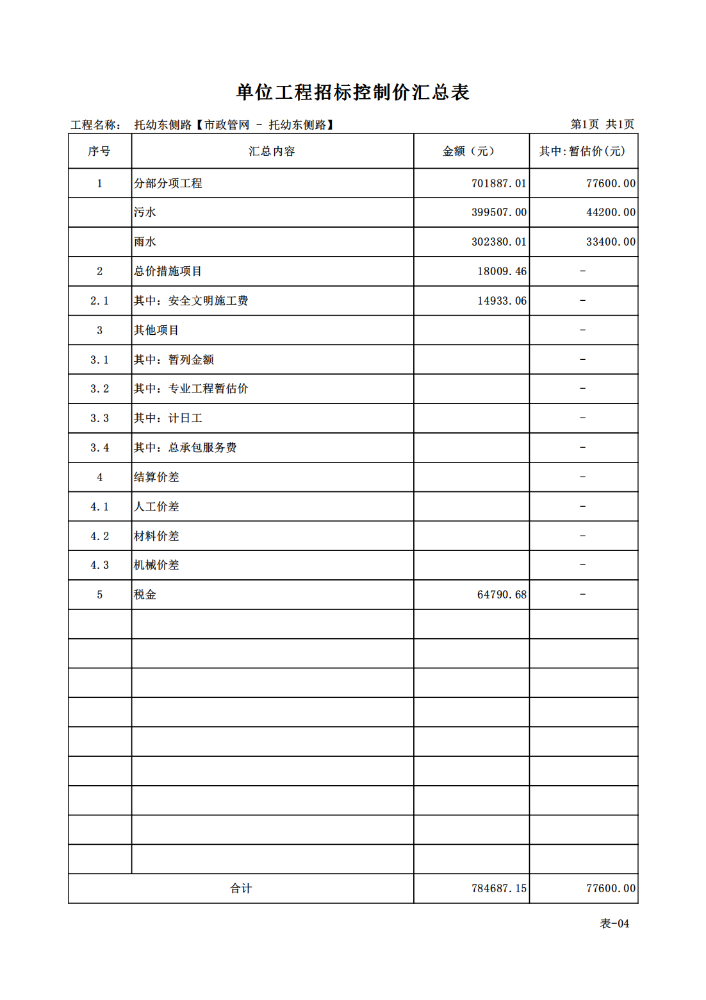 单位工程招标控制价汇总表
工程名称： 托幼东侧路【市政管网 - 托幼东侧路】 第1页 共1页
序号 汇总内容 金额（元） 其中:暂估价(元)
1 分部分项工程 701887.01 77600.00
污水 399507.00 44200.00
雨水 302380.01 33400.00
2 总价措施项目 18009.46 -
2.1 其中：安全文明施工费 14933.06 -
3 其他项目 -
3.1 其中：暂列金额 -
3.2 其中：专业工程暂估价 -
3.3 其中：计日工 -
3.4 其中：总承包服务费 -
4 结算价差 -
4.1 人工价差 -
4.2 材料价差 -
4.3 机械价差 -
5 税金 64790.68 -
合计 784687.15 77600.00
表-04